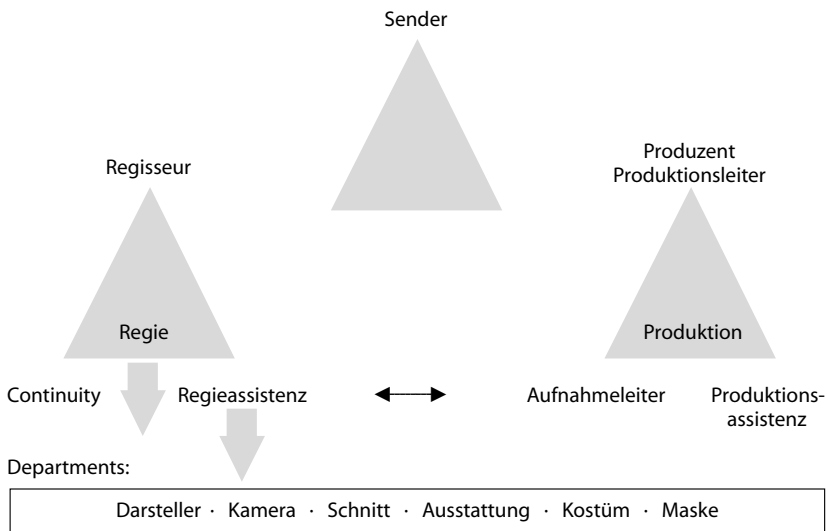 Sender
Regisseur
Produzent
Produktionsleiter
Regie
Produktion
Continuity
Regieassistenz
Aufnahmeleiter
Produktions-
assistenz
Departments:
Darsteller · Kamera · Schnitt · Ausstattung · Kostüm · Maske